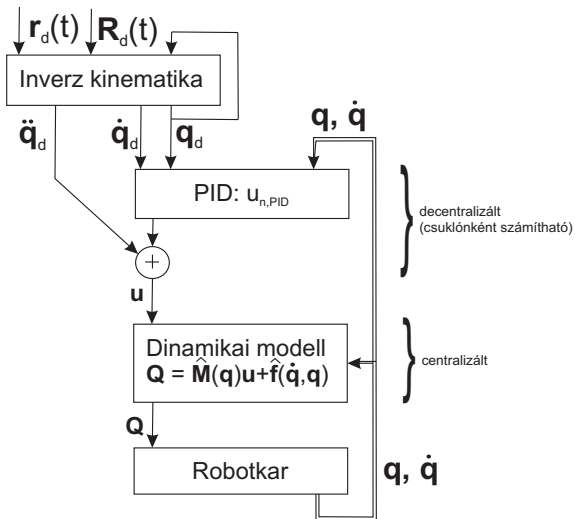 r_d(t) R_d(t)
Inverz kinematika
q̈_d q̇_d q_d
q, q̇
PID: u_n,PID
decentralizált
(csuklónként számítható)
+
u
Dinamikai modell
Q = M̂(q)u+f̂(q̇,q)
centralizált
Q
Robotkar
q, q̇